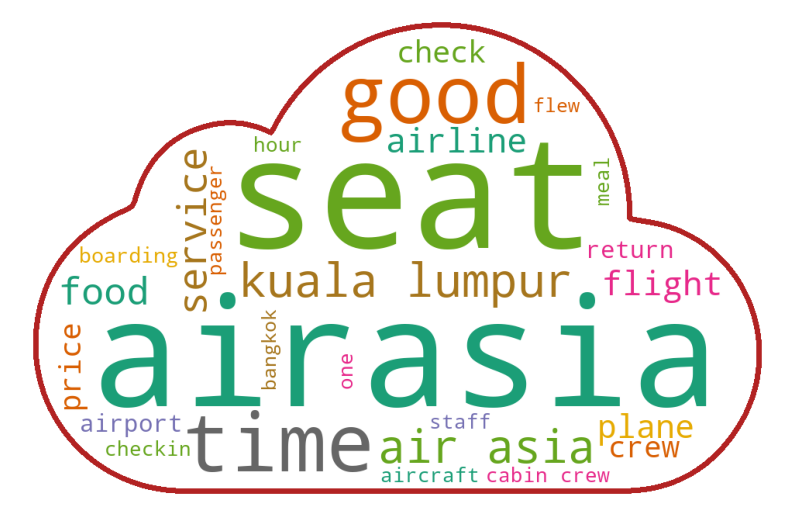 check
good
flew
airline
hour
seat
meal
service
passenger
boarding
return
kuala lumpur
flight
food
airasia
price
bangkok
one
airport
time
staff
plane
checkin
air asia
crew
aircraft
cabin crew